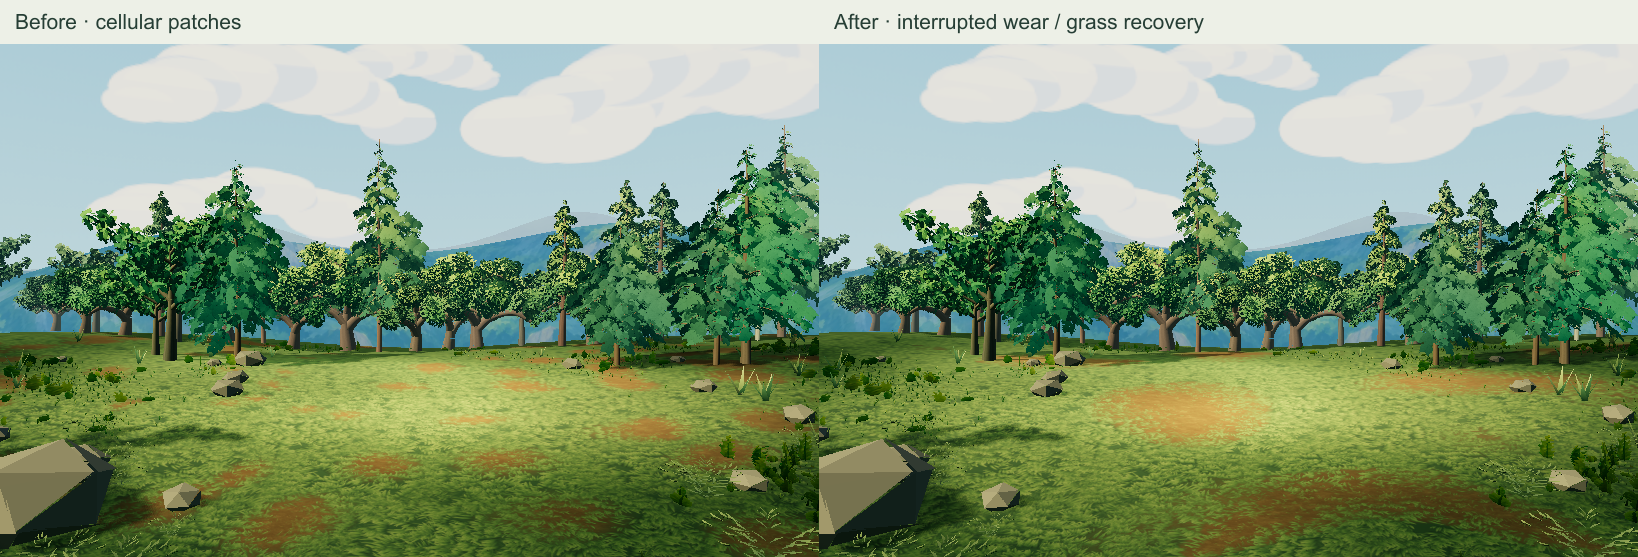 Before · cellular patches
After · interrupted wear / grass recovery